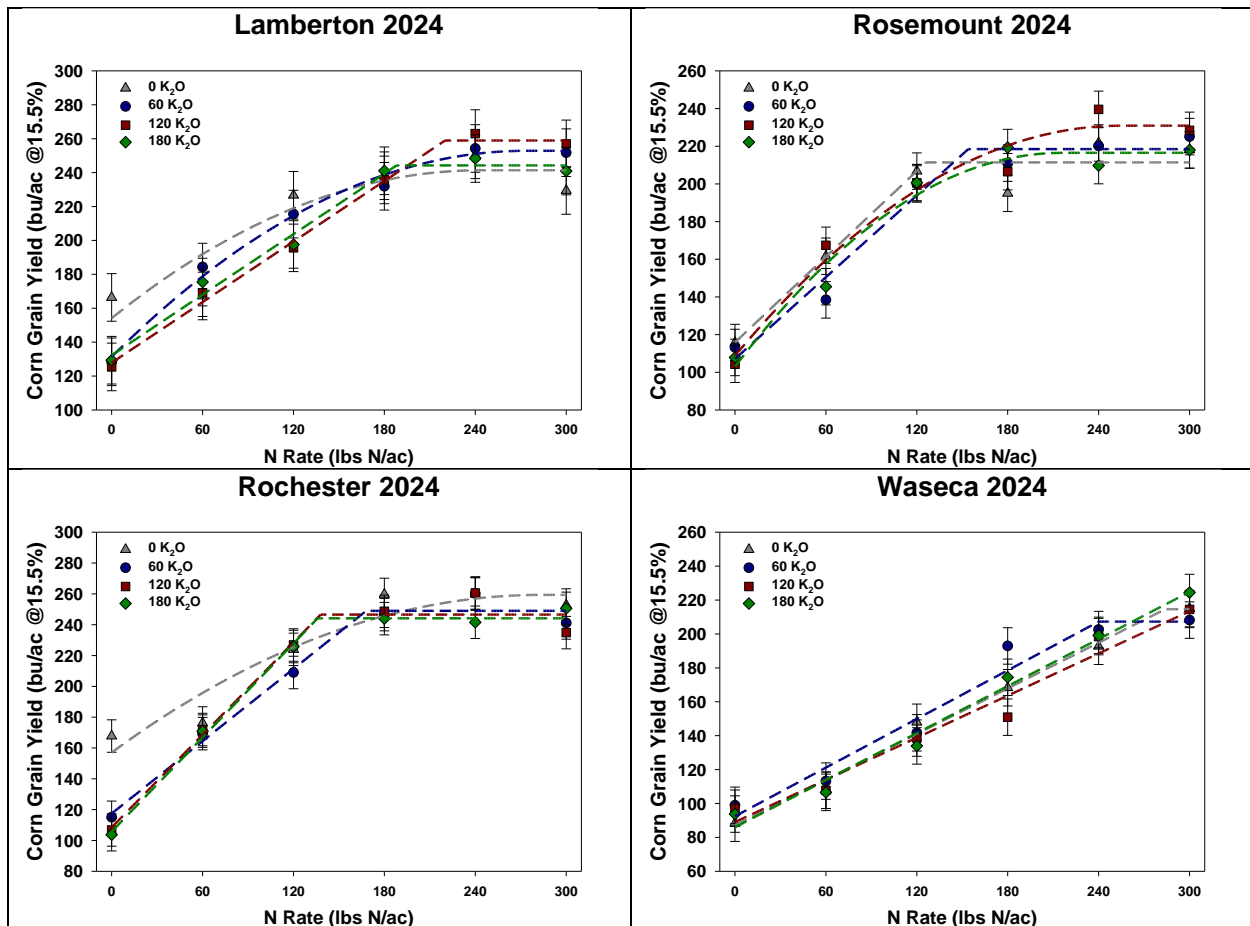 Lamberton 2024
Corn Grain Yield (bu/ac @15.5%)
300
280
260
240
220
200
180
160
140
120
100
0 K₂O
60 K₂O
120 K₂O
180 K₂O
0 60 120 180 240 300
N Rate (lbs N/ac)
Rosemount 2024
Corn Grain Yield (bu/ac @15.5%)
260
240
220
200
180
160
140
120
100
80
0 K₂O
60 K₂O
120 K₂O
180 K₂O
0 60 120 180 240 300
N Rate (lbs N/ac)
Rochester 2024
Corn Grain Yield (bu/ac @15.5%)
300
280
260
240
220
200
180
160
140
120
100
80
0 K₂O
60 K₂O
120 K₂O
180 K₂O
0 60 120 180 240 300
N Rate (lbs N/ac)
Waseca 2024
Corn Grain Yield (bu/ac @15.5%)
260
240
220
200
180
160
140
120
100
80
60
0 K₂O
60 K₂O
120 K₂O
180 K₂O
0 60 120 180 240 300
N Rate (lbs N/ac)